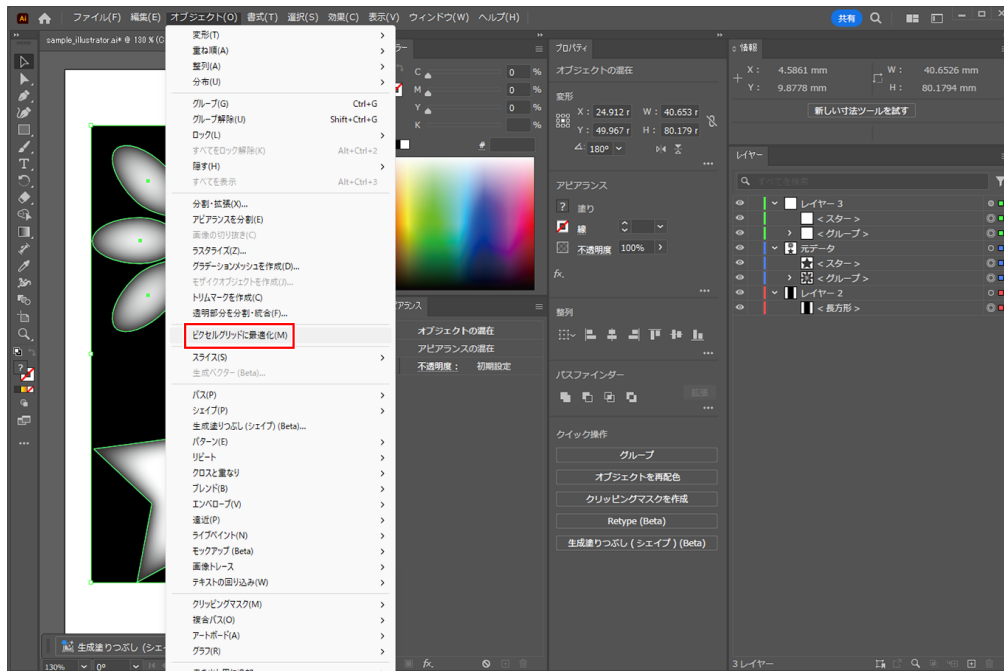 Ai
ファイル(F) 編集(E) オブジェクト(O) 書式(T) 選択(S) 効果(C) 表示(V) ウィンドウ(W) ヘルプ(H)
共有
sample_illustrator.ai* @ 130 %
変形(T)
重ね順(A)
整列(A)
分布(U)
グループ(G) Ctrl+G
グループ解除(U) Shift+Ctrl+G
ロック(L)
すべてをロック解除(K) Alt+Ctrl+2
隠す(H)
すべてを表示 Alt+Ctrl+3
分割・拡張(X)...
アピアランスを分割(E)
画像の切り抜き(C)
ラスタライズ(Z)...
グラデーションメッシュを作成(D)...
モザイクオブジェクトを作成(J)...
トリムマークを作成(C)
透明部分を分割・統合(F)...
ピクセルグリッドに最適化(M)
スライス(S)
生成ベクター (Beta)...
パス(P)
シェイプ(P)
生成塗りつぶし (シェイプ) (Beta)...
パターン(E)
リピート
クロスと重なり
ブレンド(B)
エンベロープ(V)
遠近(P)
ライブペイント(N)
モックアップ (Beta)
画像トレース
テキストの回り込み(W)
クリッピングマスク(M)
複合パス(O)
アートボード(A)
グラフ(R)
生成塗りつぶし (シェイ
130% 0°
C 0 %
M 0 %
Y 0 %
K %
オブジェクトの混在
アピアランスの混在
不透明度： 初期設定
fx.
プロパティ
オブジェクトの混在
変形
X： 24.912 r W： 40.653 r
Y： 49.967 r H： 80.179 r
180°
アピアランス
? 塗り
線
不透明度 100%
fx.
整列
パスファインダー
拡張
クイック操作
グループ
オブジェクトを再配色
クリッピングマスクを作成
Retype (Beta)
生成塗りつぶし ( シェイプ ) (Beta)
情報
X： 4.5861 mm W： 40.6526 mm
Y： 9.8778 mm H： 80.1794 mm
新しい寸法ツールを試す
レイヤー
すべてを検索
レイヤー 3
＜スター＞
＜グループ＞
元データ
＜スター＞
＜グループ＞
レイヤー 2
＜長方形＞
3 レイヤー